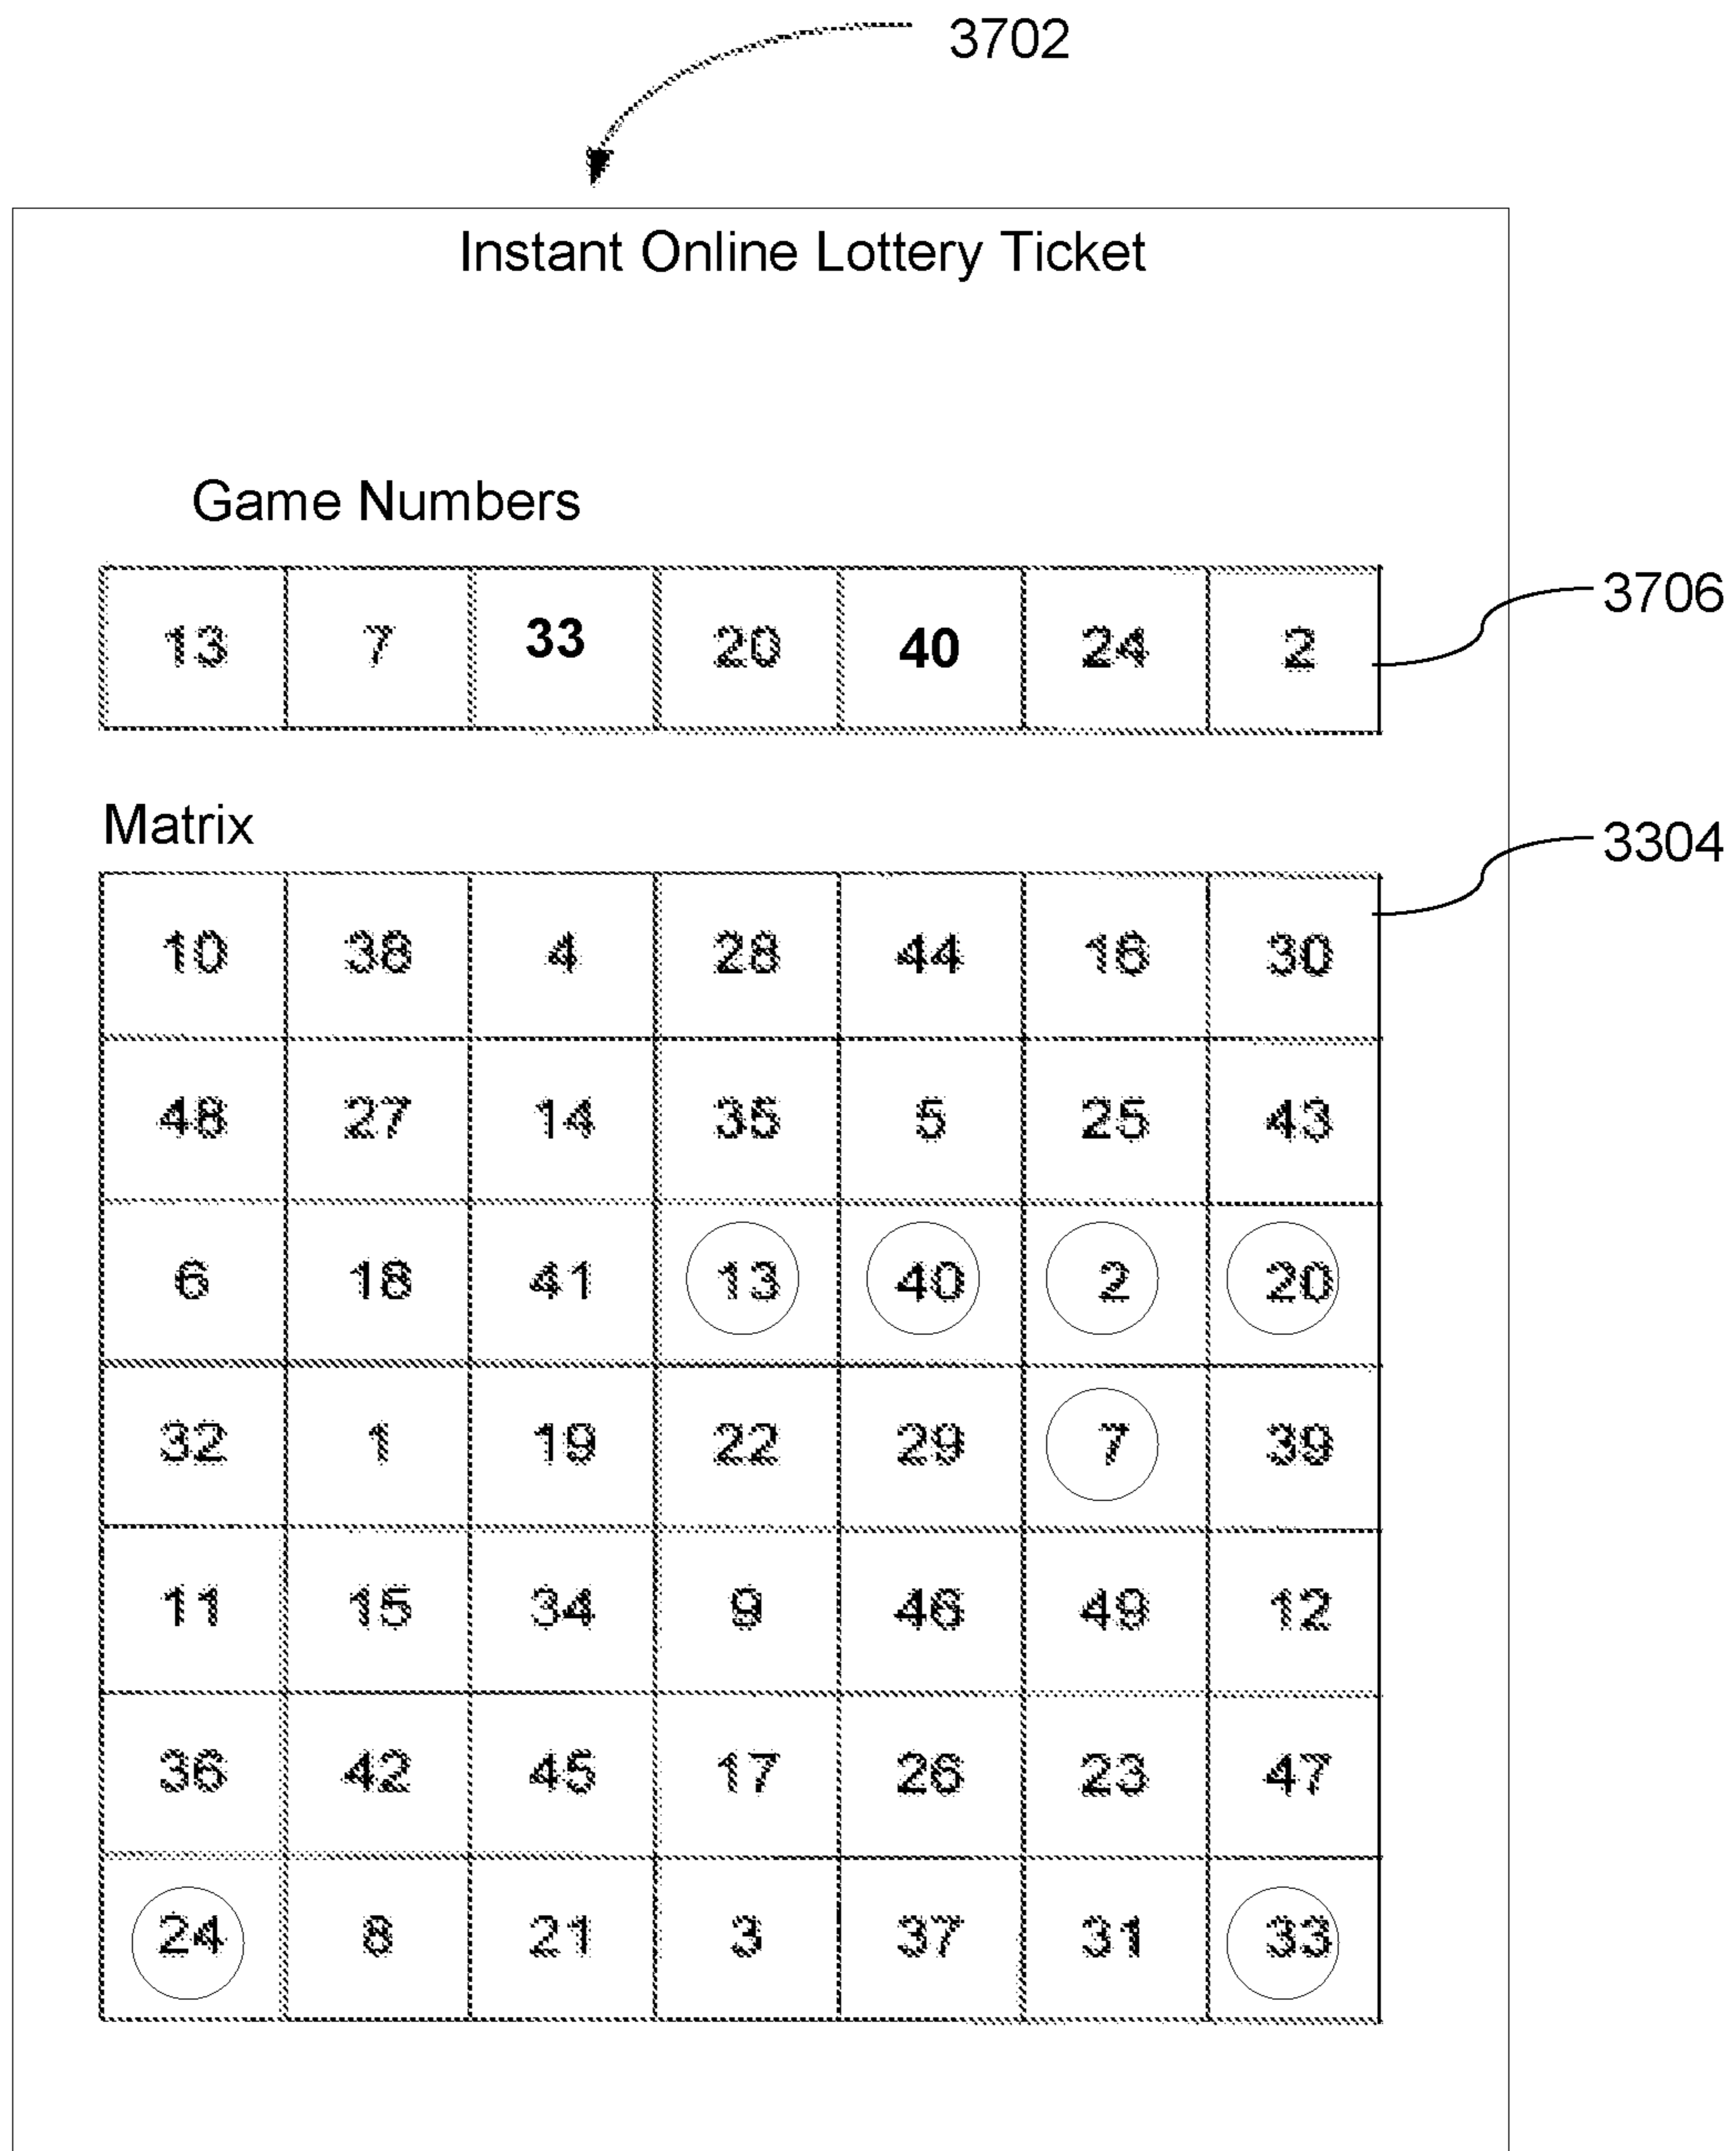 3702
Instant Online Lottery Ticket
Game Numbers
13 7 33 20 40 24 2
3706
Matrix
3304
10 38 4 28 44 16 30
48 27 14 35 5 25 43
6 18 41 13 40 2 20
32 1 19 22 29 7 39
11 15 34 9 46 49 12
36 42 45 17 26 23 47
24 8 21 3 37 31 33